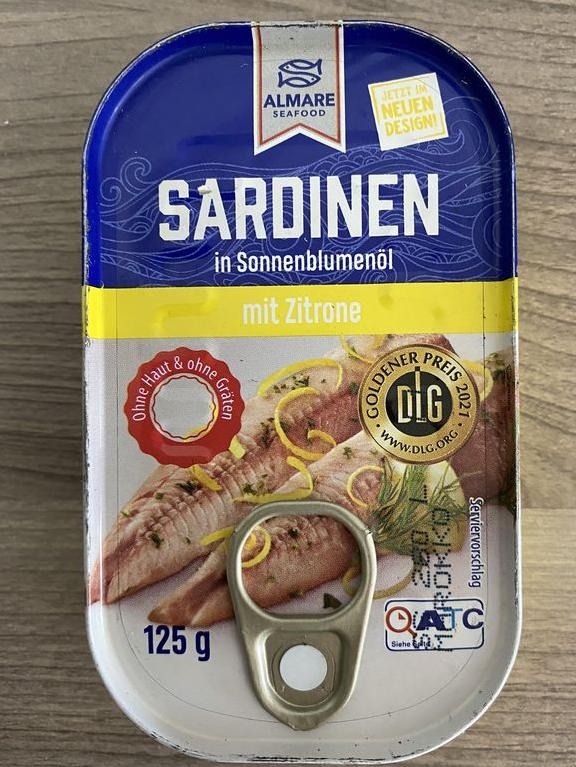 ALMARE
SEAFOOD
JETZT IM
NEUEN
DESIGN!
SARDINEN
in Sonnenblumenöl
mit Zitrone
Ohne Haut & ohne Gräten
GOLDENER PREIS 2021
DLG
WWW.DLG.ORG
Serviervorschlag
MAROKKO L
125 g
ATC
Siehe